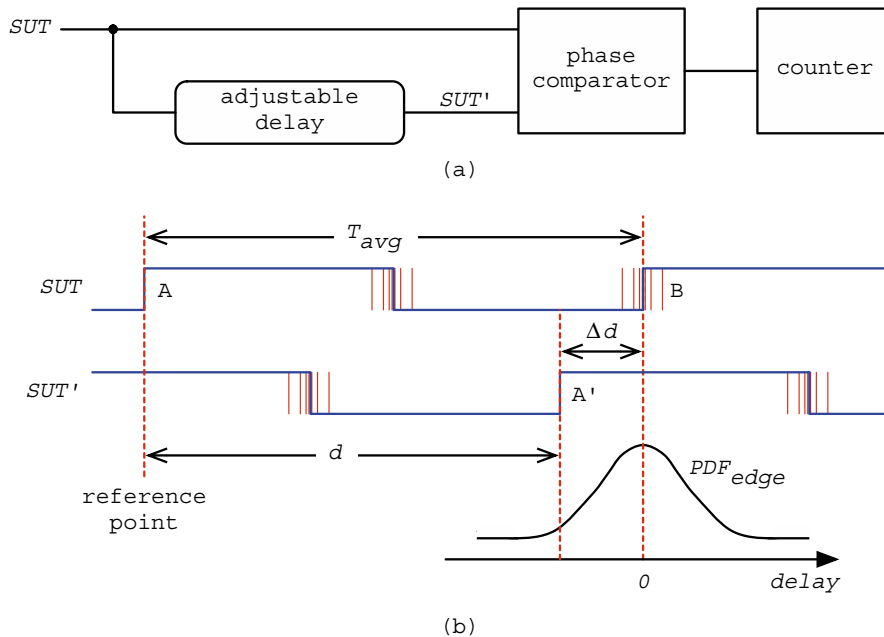 SUT
phase
comparator
counter
adjustable
delay
SUT'
(a)
T_avg
SUT
A
B
Δd
SUT'
A'
d
PDF_edge
reference
point
0
delay
(b)